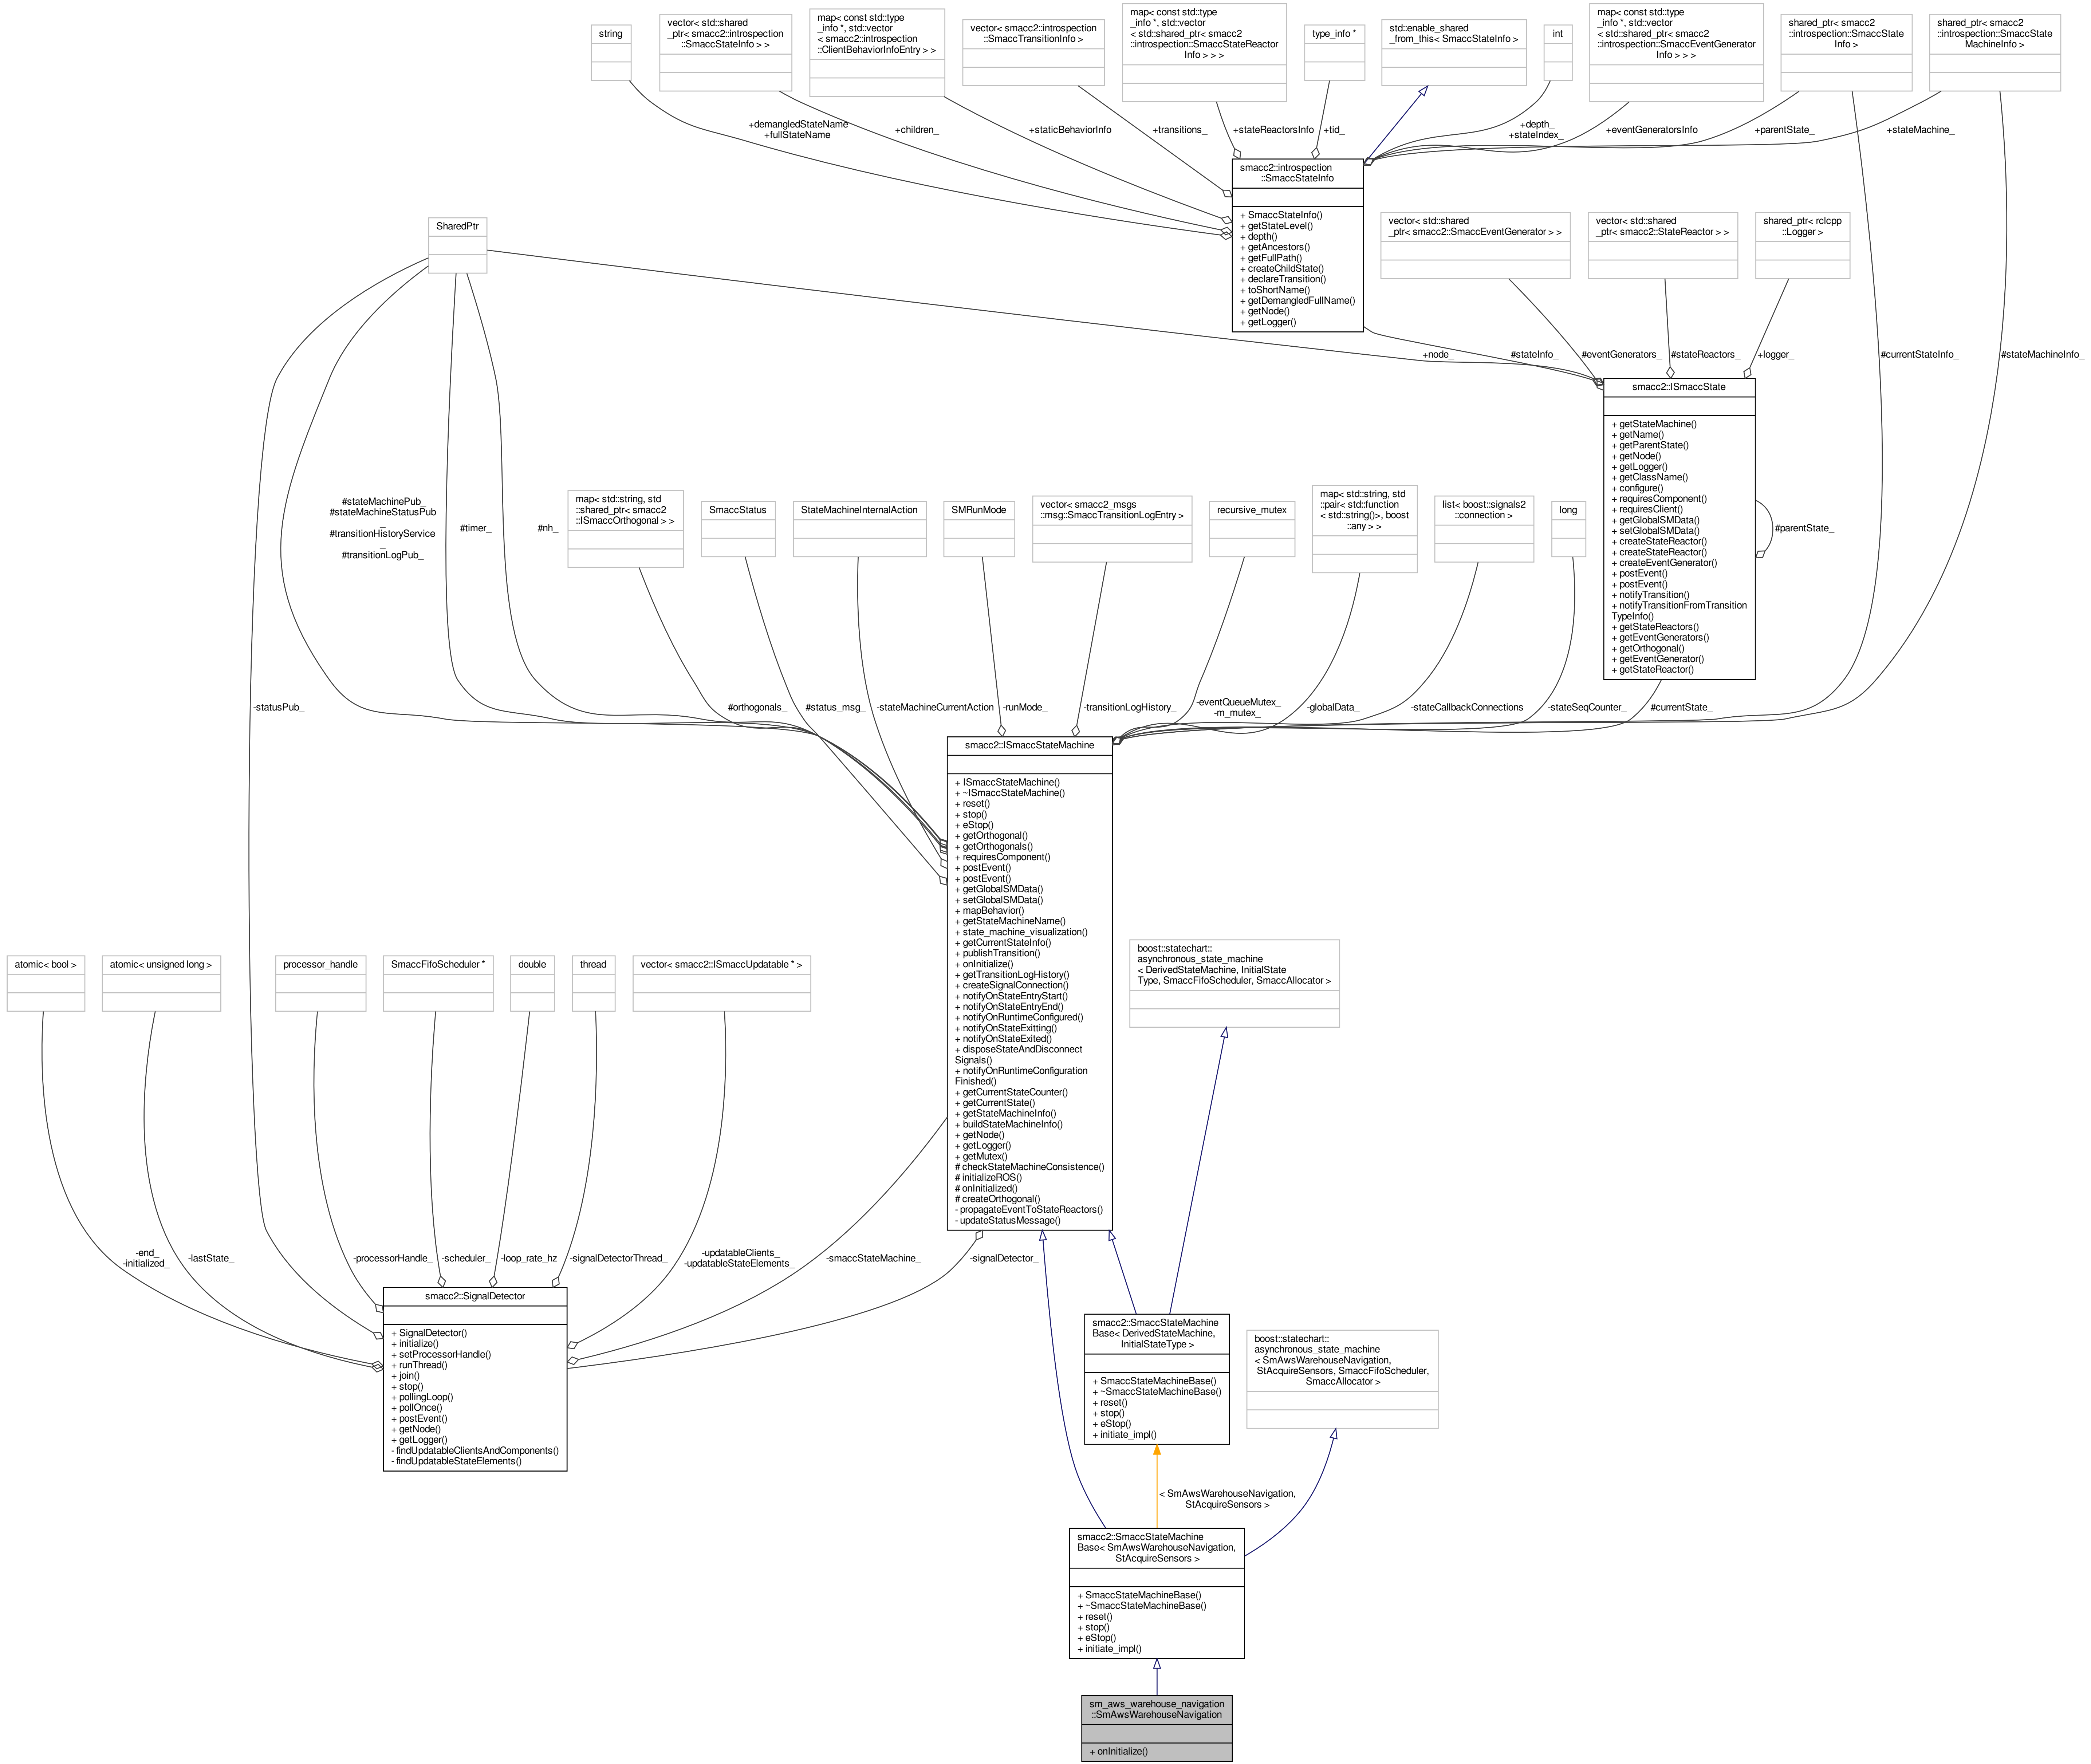 string
vector< std::shared
_ptr< smacc2::introspection
::SmaccStateInfo > >
map< const std::type
_info *, std::vector
< smacc2::introspection
::ClientBehaviorInfoEntry > >
vector< smacc2::introspection
::SmaccTransitionInfo >
map< const std::type
_info *, std::vector
< std::shared_ptr< smacc2
::introspection::SmaccStateReactor
Info > > >
type_info *
std::enable_shared
_from_this< SmaccStateInfo >
int
map< const std::type
_info *, std::vector
< std::shared_ptr< smacc2
::introspection::SmaccEventGenerator
Info > > >
shared_ptr< smacc2
::introspection::SmaccState
Info >
shared_ptr< smacc2
::introspection::SmaccState
MachineInfo >
+demangledStateName
+fullStateName
+children_
+staticBehaviorInfo
+transitions_
+stateReactorsInfo
+tid_
+depth_
+stateIndex_
+eventGeneratorsInfo
+parentState_
+stateMachine_
smacc2::introspection
::SmaccStateInfo
+ SmaccStateInfo()
+ getStateLevel()
+ depth()
+ getAncestors()
+ getFullPath()
+ createChildState()
+ declareTransition()
+ toShortName()
+ getDemangledFullName()
+ getNode()
+ getLogger()
SharedPtr
vector< std::shared
_ptr< smacc2::SmaccEventGenerator > >
vector< std::shared
_ptr< smacc2::StateReactor > >
shared_ptr< rclcpp
::Logger >
+node_
#stateInfo_
#eventGenerators_
#stateReactors_
+logger_
#currentStateInfo_
#stateMachineInfo_
smacc2::ISmaccState
+ getStateMachine()
+ getName()
+ getParentState()
+ getNode()
+ getLogger()
+ getClassName()
+ configure()
+ requiresComponent()
+ requiresClient()
+ getGlobalSMData()
+ setGlobalSMData()
+ createStateReactor()
+ createStateReactor()
+ createEventGenerator()
+ postEvent()
+ postEvent()
+ notifyTransition()
+ notifyTransitionFromTransition
TypeInfo()
+ getStateReactors()
+ getEventGenerators()
+ getOrthogonal()
+ getEventGenerator()
+ getStateReactor()
#parentState_
#stateMachinePub_
#stateMachineStatusPub
_
#transitionHistoryService
_
#transitionLogPub_
#timer_
#nh_
map< std::string, std
::shared_ptr< smacc2
::ISmaccOrthogonal > >
SmaccStatus
StateMachineInternalAction
SMRunMode
vector< smacc2_msgs
::msg::SmaccTransitionLogEntry >
recursive_mutex
map< std::string, std
::pair< std::function
< std::string()>, boost
::any > >
list< boost::signals2
::connection >
long
-statusPub_
#orthogonals_
#status_msg_
-stateMachineCurrentAction
-runMode_
-transitionLogHistory_
-eventQueueMutex_
-m_mutex_
-globalData_
-stateCallbackConnections
-stateSeqCounter_
#currentState_
smacc2::ISmaccStateMachine
+ ISmaccStateMachine()
+ ~ISmaccStateMachine()
+ reset()
+ stop()
+ eStop()
+ getOrthogonal()
+ getOrthogonals()
+ requiresComponent()
+ postEvent()
+ postEvent()
+ getGlobalSMData()
+ setGlobalSMData()
+ mapBehavior()
+ getStateMachineName()
+ state_machine_visualization()
+ getCurrentStateInfo()
+ publishTransition()
+ onInitialize()
+ getTransitionLogHistory()
+ createSignalConnection()
+ notifyOnStateEntryStart()
+ notifyOnStateEntryEnd()
+ notifyOnRuntimeConfigured()
+ notifyOnStateExitting()
+ notifyOnStateExited()
+ disposeStateAndDisconnect
Signals()
+ notifyOnRuntimeConfiguration
Finished()
+ getCurrentStateCounter()
+ getCurrentState()
+ getStateMachineInfo()
+ buildStateMachineInfo()
+ getNode()
+ getLogger()
+ getMutex()
# checkStateMachineConsistence()
# initializeROS()
# onInitialized()
# createOrthogonal()
- propagateEventToStateReactors()
- updateStatusMessage()
atomic< bool >
atomic< unsigned long >
processor_handle
SmaccFifoScheduler *
double
thread
vector< smacc2::ISmaccUpdatable * >
boost::statechart::
asynchronous_state_machine
< DerivedStateMachine, InitialState
Type, SmaccFifoScheduler, SmaccAllocator >
-end_
-initialized_
-lastState_
-processorHandle_
-scheduler_
-loop_rate_hz
-signalDetectorThread_
-updatableClients_
-updatableStateElements_
-smaccStateMachine_
-signalDetector_
smacc2::SignalDetector
+ SignalDetector()
+ initialize()
+ setProcessorHandle()
+ runThread()
+ join()
+ stop()
+ pollingLoop()
+ pollOnce()
+ postEvent()
+ getNode()
+ getLogger()
- findUpdatableClientsAndComponents()
- findUpdatableStateElements()
smacc2::SmaccStateMachine
Base< DerivedStateMachine,
InitialStateType >
+ SmaccStateMachineBase()
+ ~SmaccStateMachineBase()
+ reset()
+ stop()
+ eStop()
+ initiate_impl()
boost::statechart::
asynchronous_state_machine
< SmAwsWarehouseNavigation,
StAcquireSensors, SmaccFifoScheduler,
SmaccAllocator >
< SmAwsWarehouseNavigation,
StAcquireSensors >
smacc2::SmaccStateMachine
Base< SmAwsWarehouseNavigation,
StAcquireSensors >
+ SmaccStateMachineBase()
+ ~SmaccStateMachineBase()
+ reset()
+ stop()
+ eStop()
+ initiate_impl()
sm_aws_warehouse_navigation
::SmAwsWarehouseNavigation
+ onInitialize()